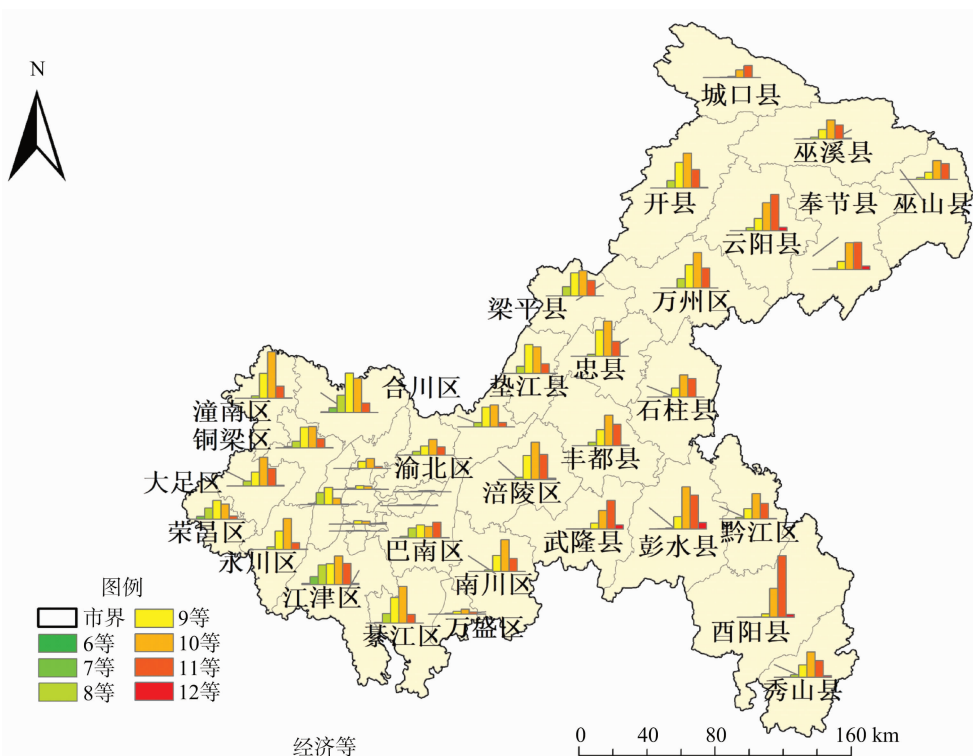 N
城口县
巫溪县
开县
奉节县
巫山县
云阳县
梁平县
万州区
忠县
合川区
垫江县
潼南区
石柱县
铜梁区
渝北区
丰都县
大足区
涪陵区
荣昌区
武隆县
彭水县
黔江区
永川区
巴南区
南川区
江津区
綦江区
万盛区
酉阳县
秀山县
图例
市界
9等
6等
10等
7等
11等
8等
12等
经济等
0 40 80 160 km